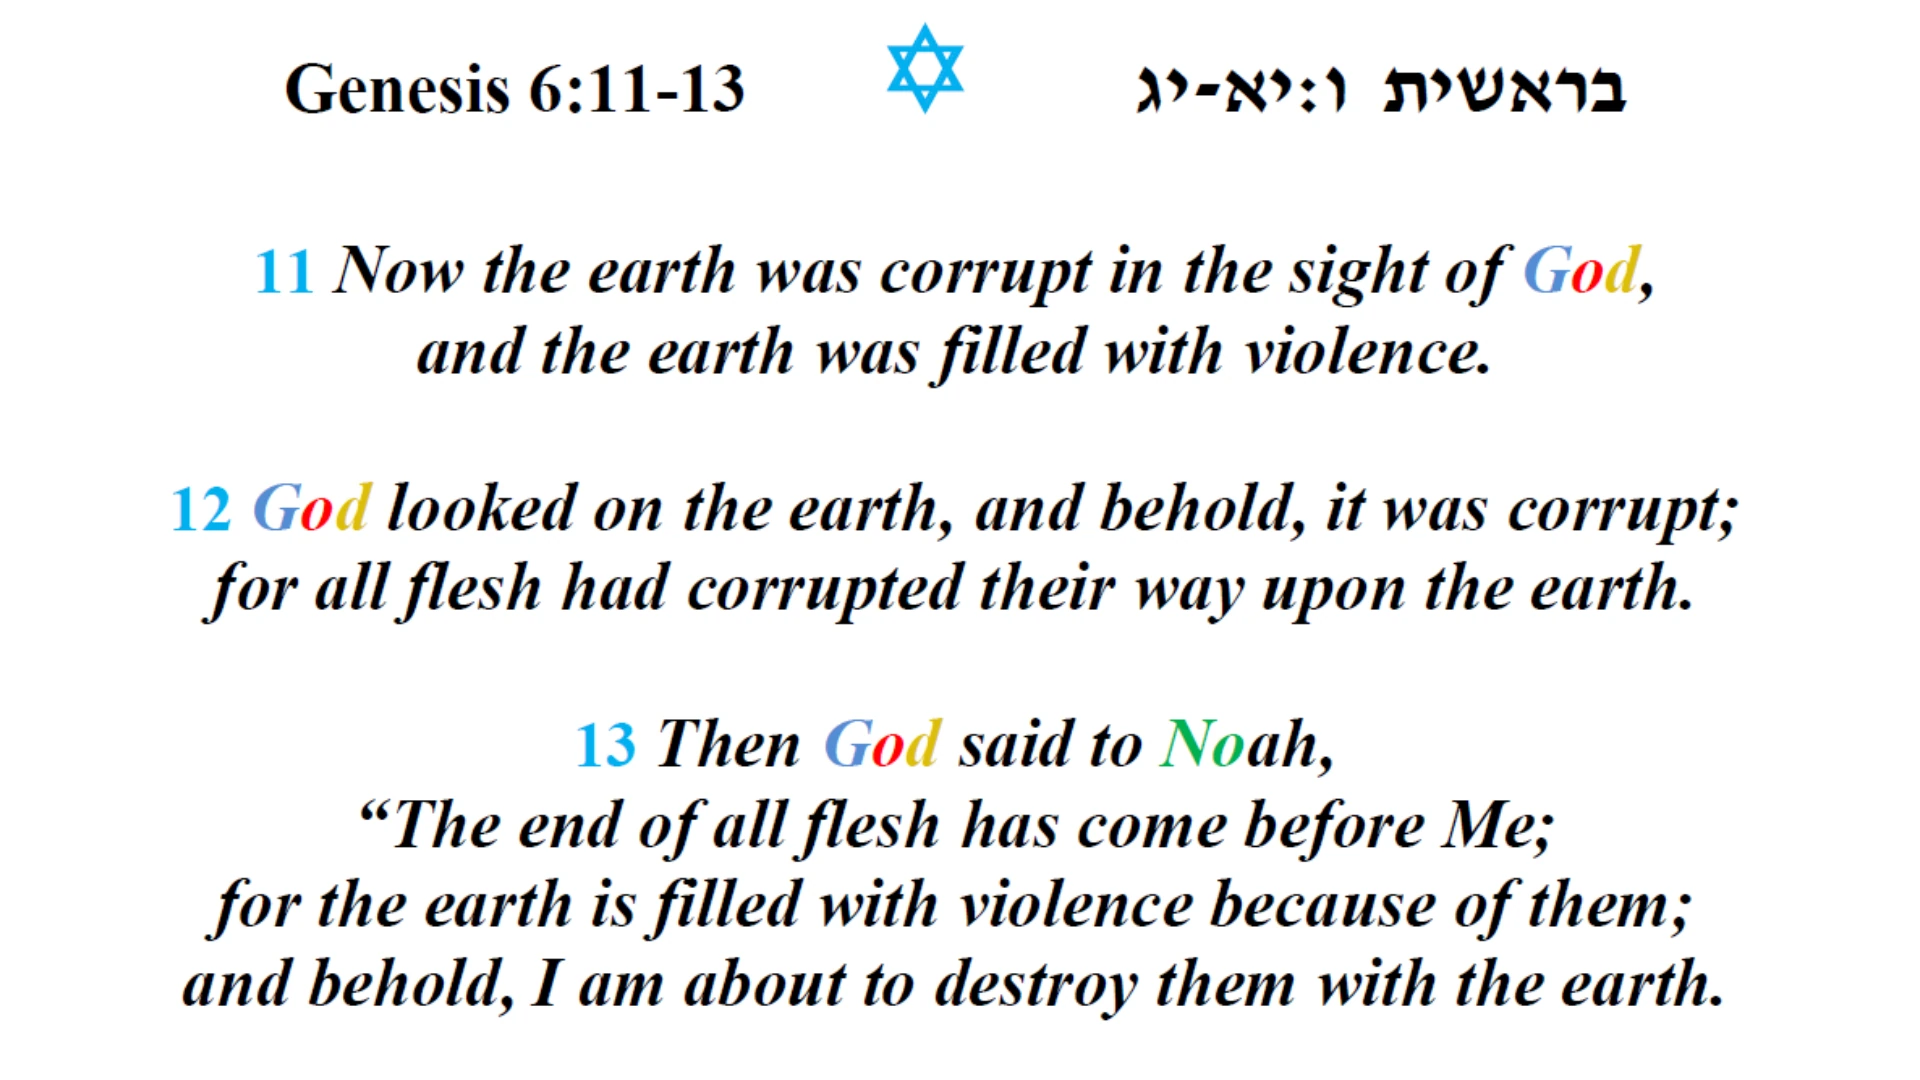 Genesis 6:11-13 בראשית ו:יא-יג
11 Now the earth was corrupt in the sight of God,
and the earth was filled with violence.
12 God looked on the earth, and behold, it was corrupt;
for all flesh had corrupted their way upon the earth.
13 Then God said to Noah,
“The end of all flesh has come before Me;
for the earth is filled with violence because of them;
and behold, I am about to destroy them with the earth.